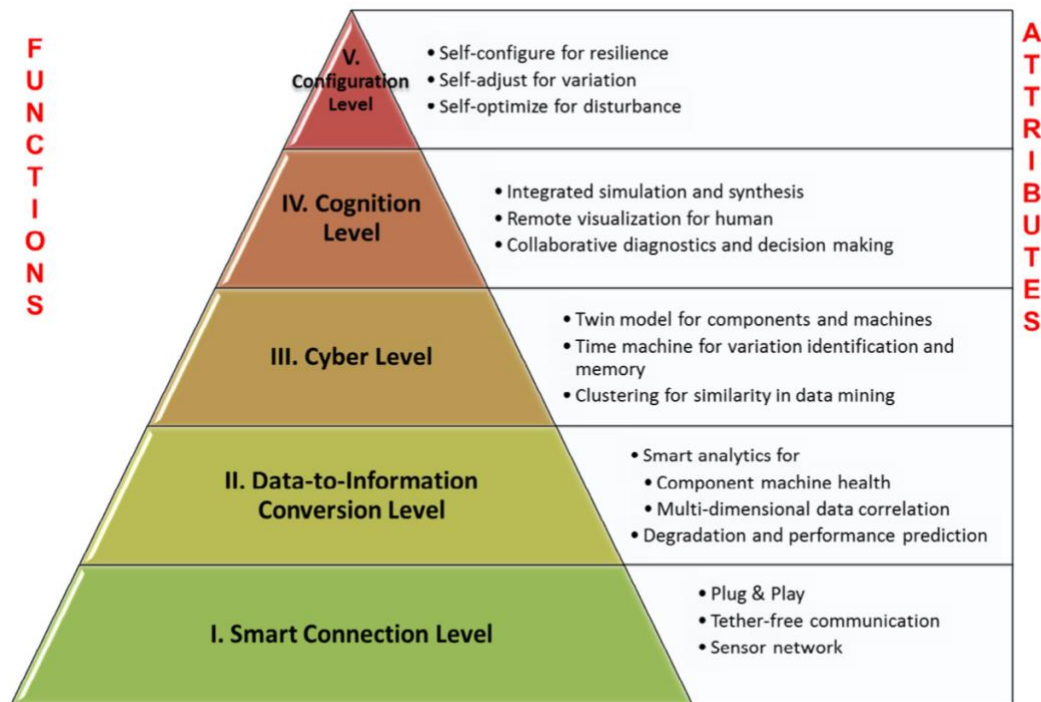 FUNCTIONS
ATTRIBUTES
V.
Configuration
Level
• Self-configure for resilience
• Self-adjust for variation
• Self-optimize for disturbance
IV. Cognition
Level
• Integrated simulation and synthesis
• Remote visualization for human
• Collaborative diagnostics and decision making
III. Cyber Level
• Twin model for components and machines
• Time machine for variation identification and
memory
• Clustering for similarity in data mining
II. Data-to-Information
Conversion Level
• Smart analytics for
• Component machine health
• Multi-dimensional data correlation
• Degradation and performance prediction
I. Smart Connection Level
• Plug & Play
• Tether-free communication
• Sensor network